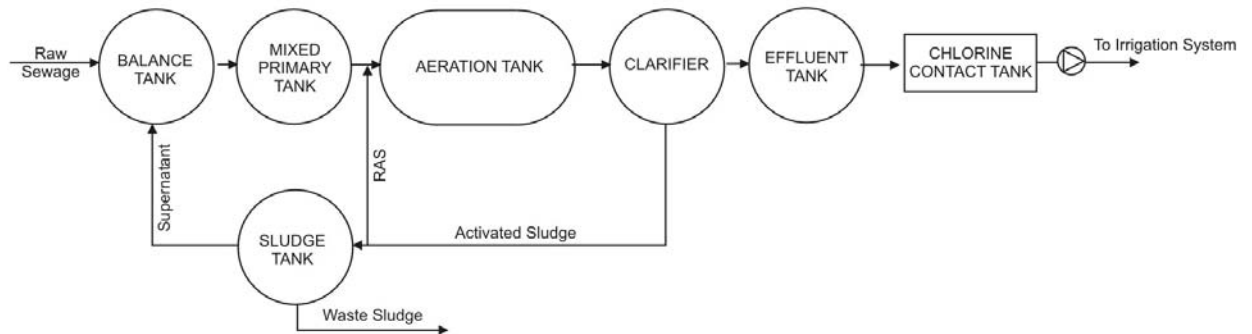 Raw
Sewage
BALANCE
TANK
MIXED
PRIMARY
TANK
AERATION TANK
CLARIFIER
EFFLUENT
TANK
CHLORINE
CONTACT TANK
To Irrigation System
Supernatant
RAS
SLUDGE
TANK
Activated Sludge
Waste Sludge